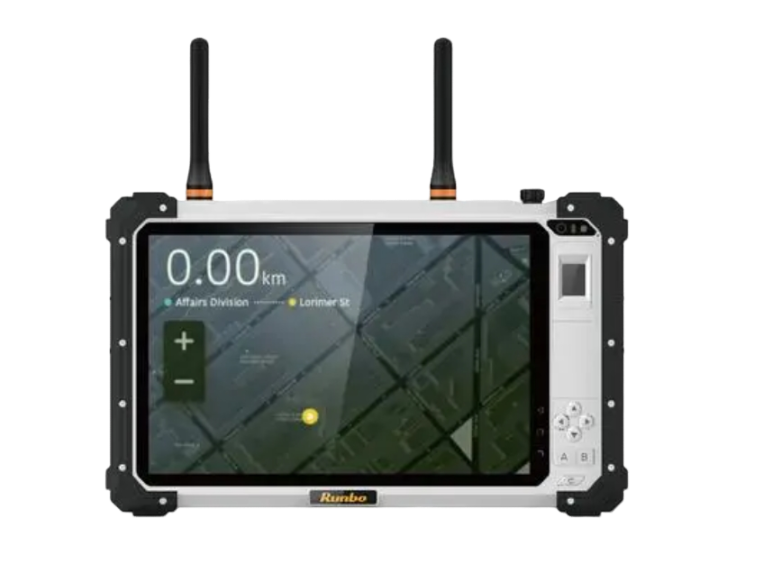 0.00km
Affairs Division Lorimer St
+
−
A B
C
Runbo